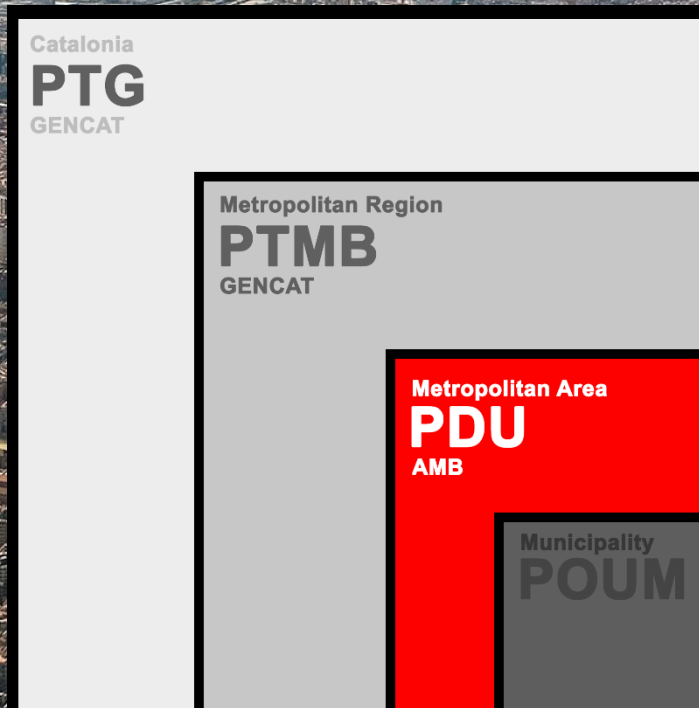 Catalonia
PTG
GENCAT
Metropolitan Region
PTMB
GENCAT
Metropolitan Area
PDU
AMB
Municipality
POUM